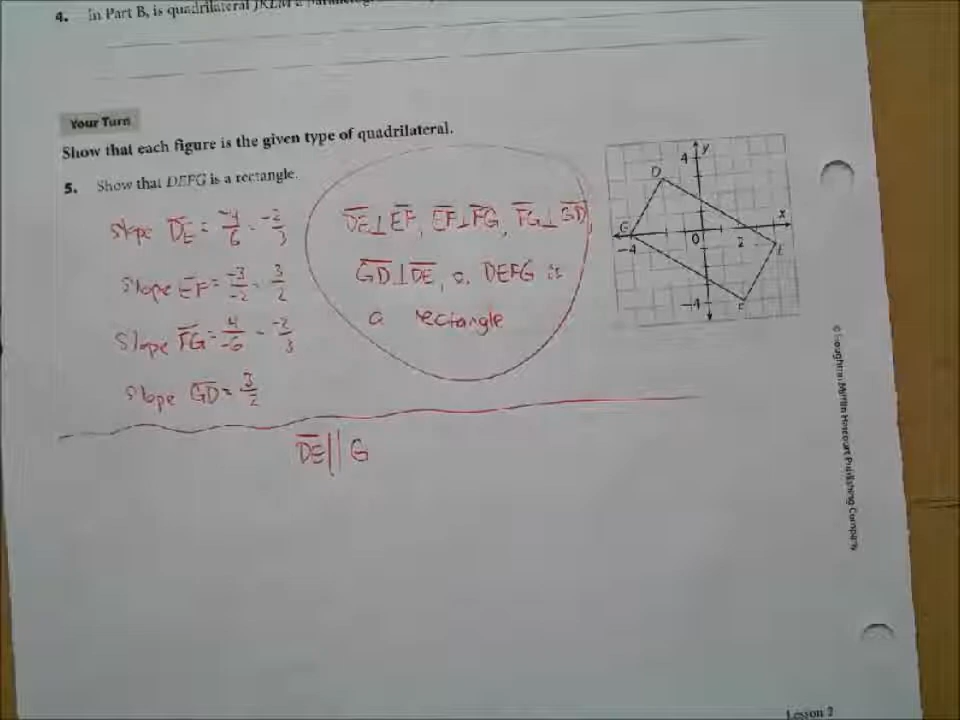 4. In Part B, is quadrilateral JKLM a
Your Turn
Show that each figure is the given type of quadrilateral.
5. Show that DEFG is a rectangle.
slope DE = -4/6 = -2/3
slope EF = -3/-2 = 3/2
slope FG = 4/-6 = -2/3
slope GD = 3/2
DE⊥EF, EF⊥FG, FG⊥GD,
GD⊥DE, so DEFG is
a rectangle
DE || G
y
4
D
x
G
-4
0
2
E
-4
F
© Houghton Mifflin Harcourt Publishing Company
Lesson 2